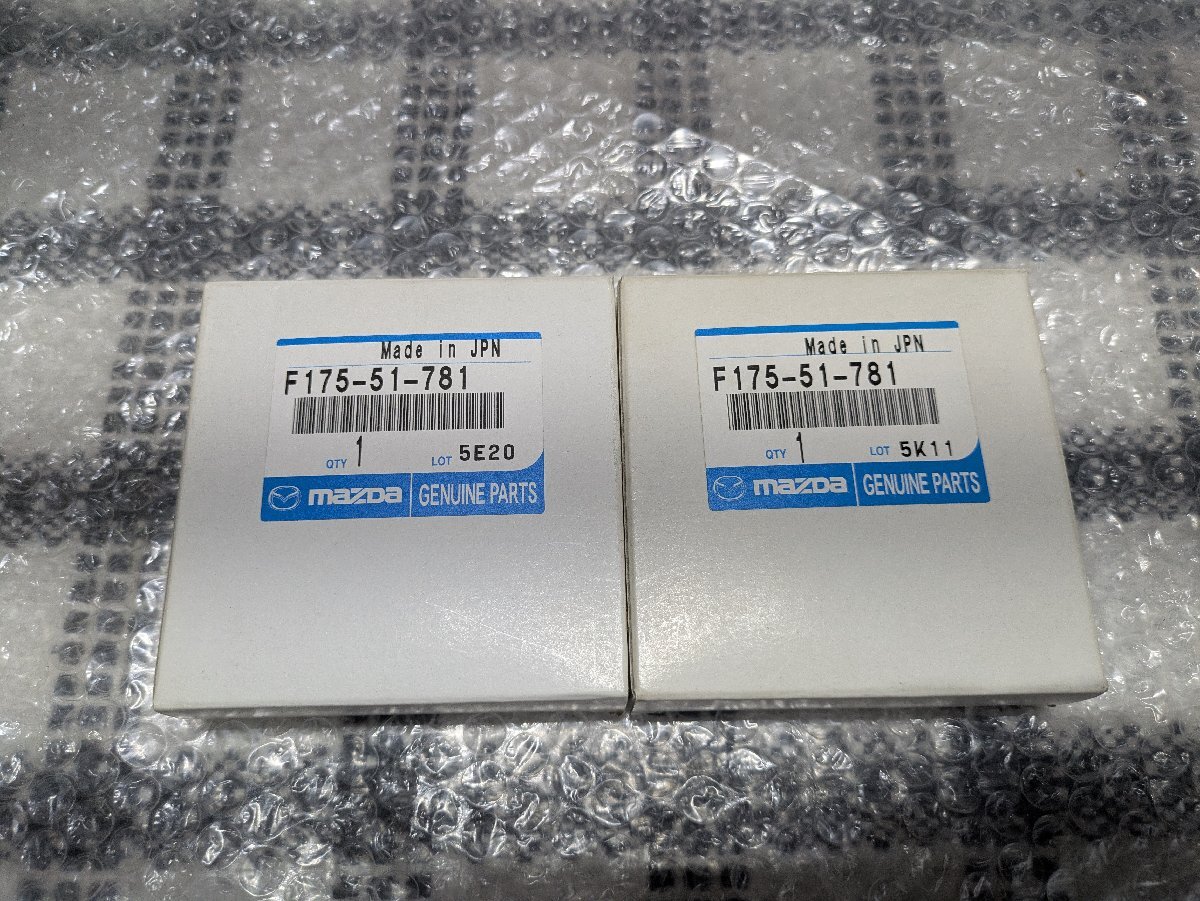 Made in JPN
F175-51-781
QTY 1 LOT 5E20
mazda GENUINE PARTS
Made in JPN
F175-51-781
QTY 1 LOT 5K11
mazda GENUINE PARTS